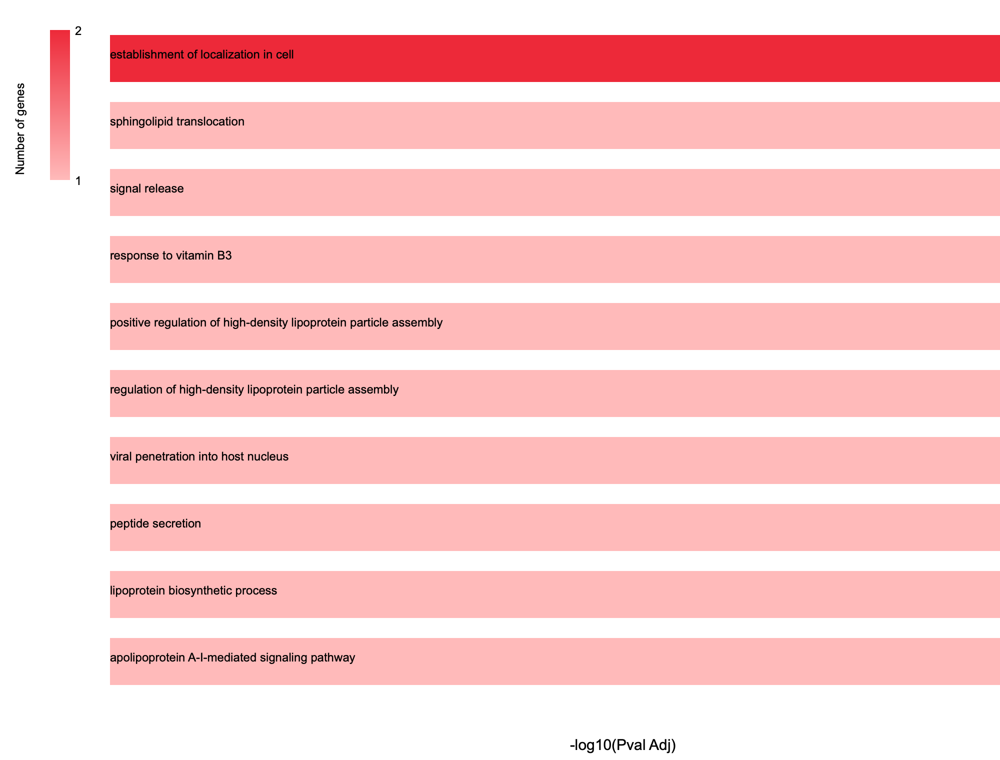 2
Number of genes
1
establishment of localization in cell
sphingolipid translocation
signal release
response to vitamin B3
positive regulation of high-density lipoprotein particle assembly
regulation of high-density lipoprotein particle assembly
viral penetration into host nucleus
peptide secretion
lipoprotein biosynthetic process
apolipoprotein A-I-mediated signaling pathway
-log10(Pval Adj)